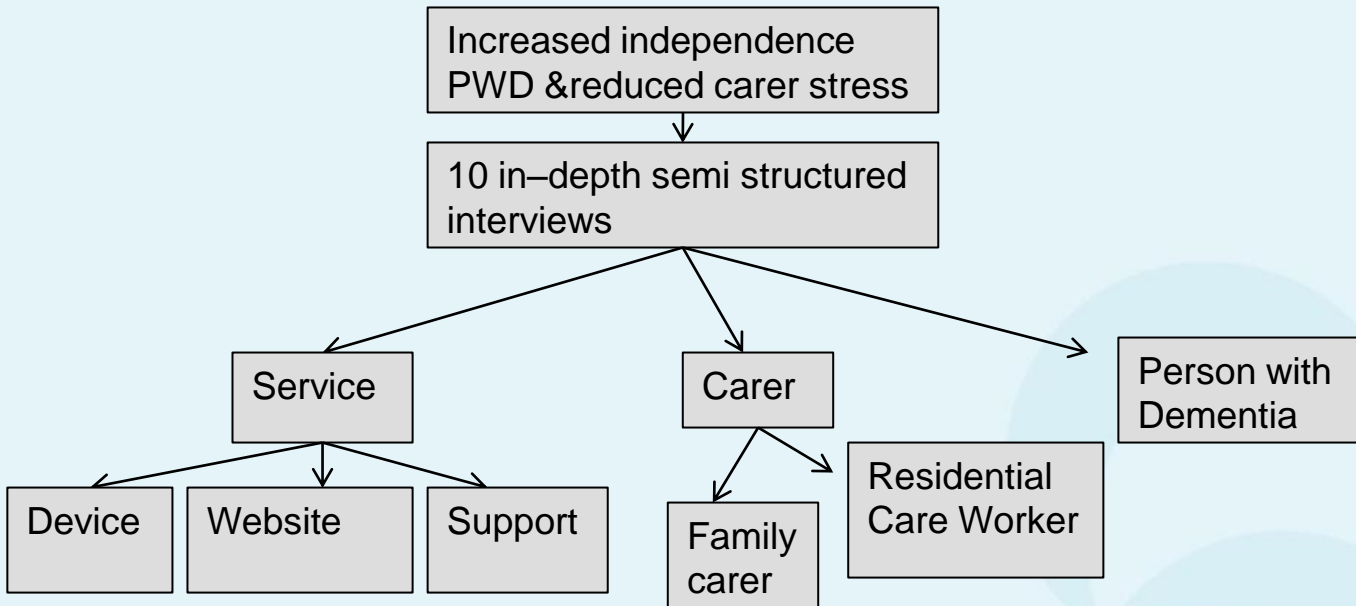 Increased independence
PWD &reduced carer stress
10 in–depth semi structured
interviews
Service
Carer
Person with
Dementia
Device
Website
Support
Family
carer
Residential
Care Worker